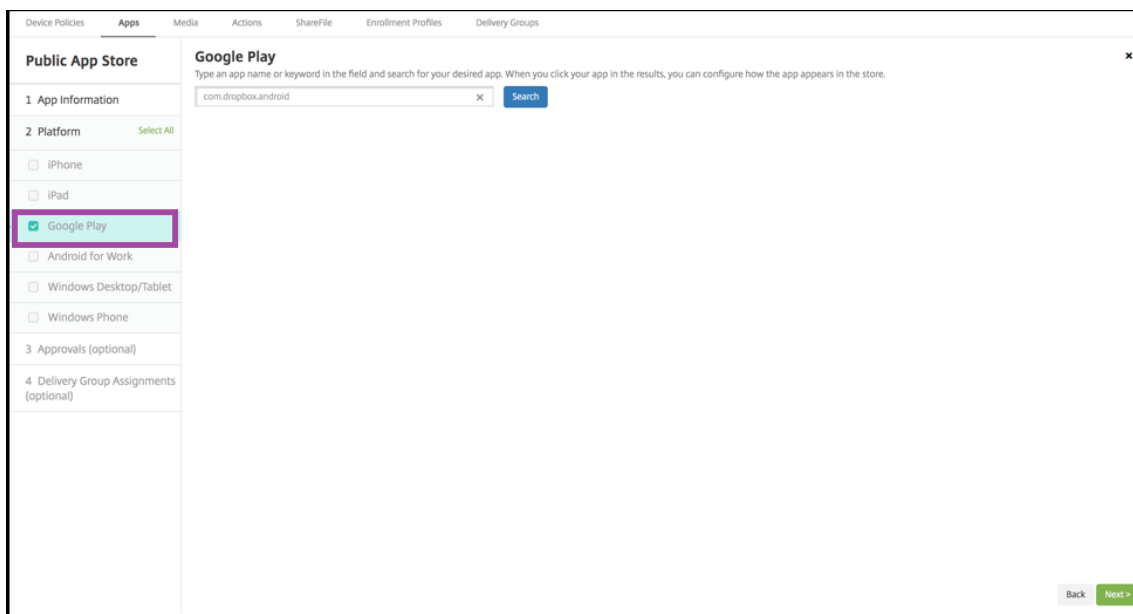 Device Policies Apps Media Actions ShareFile Enrollment Profiles Delivery Groups
Public App Store
1 App Information
2 Platform Select All
iPhone
iPad
Google Play
Android for Work
Windows Desktop/Tablet
Windows Phone
3 Approvals (optional)
4 Delivery Group Assignments
(optional)
Google Play
Type an app name or keyword in the field and search for your desired app. When you click your app in the results, you can configure how the app appears in the store.
com.dropbox.android Search
Back Next >